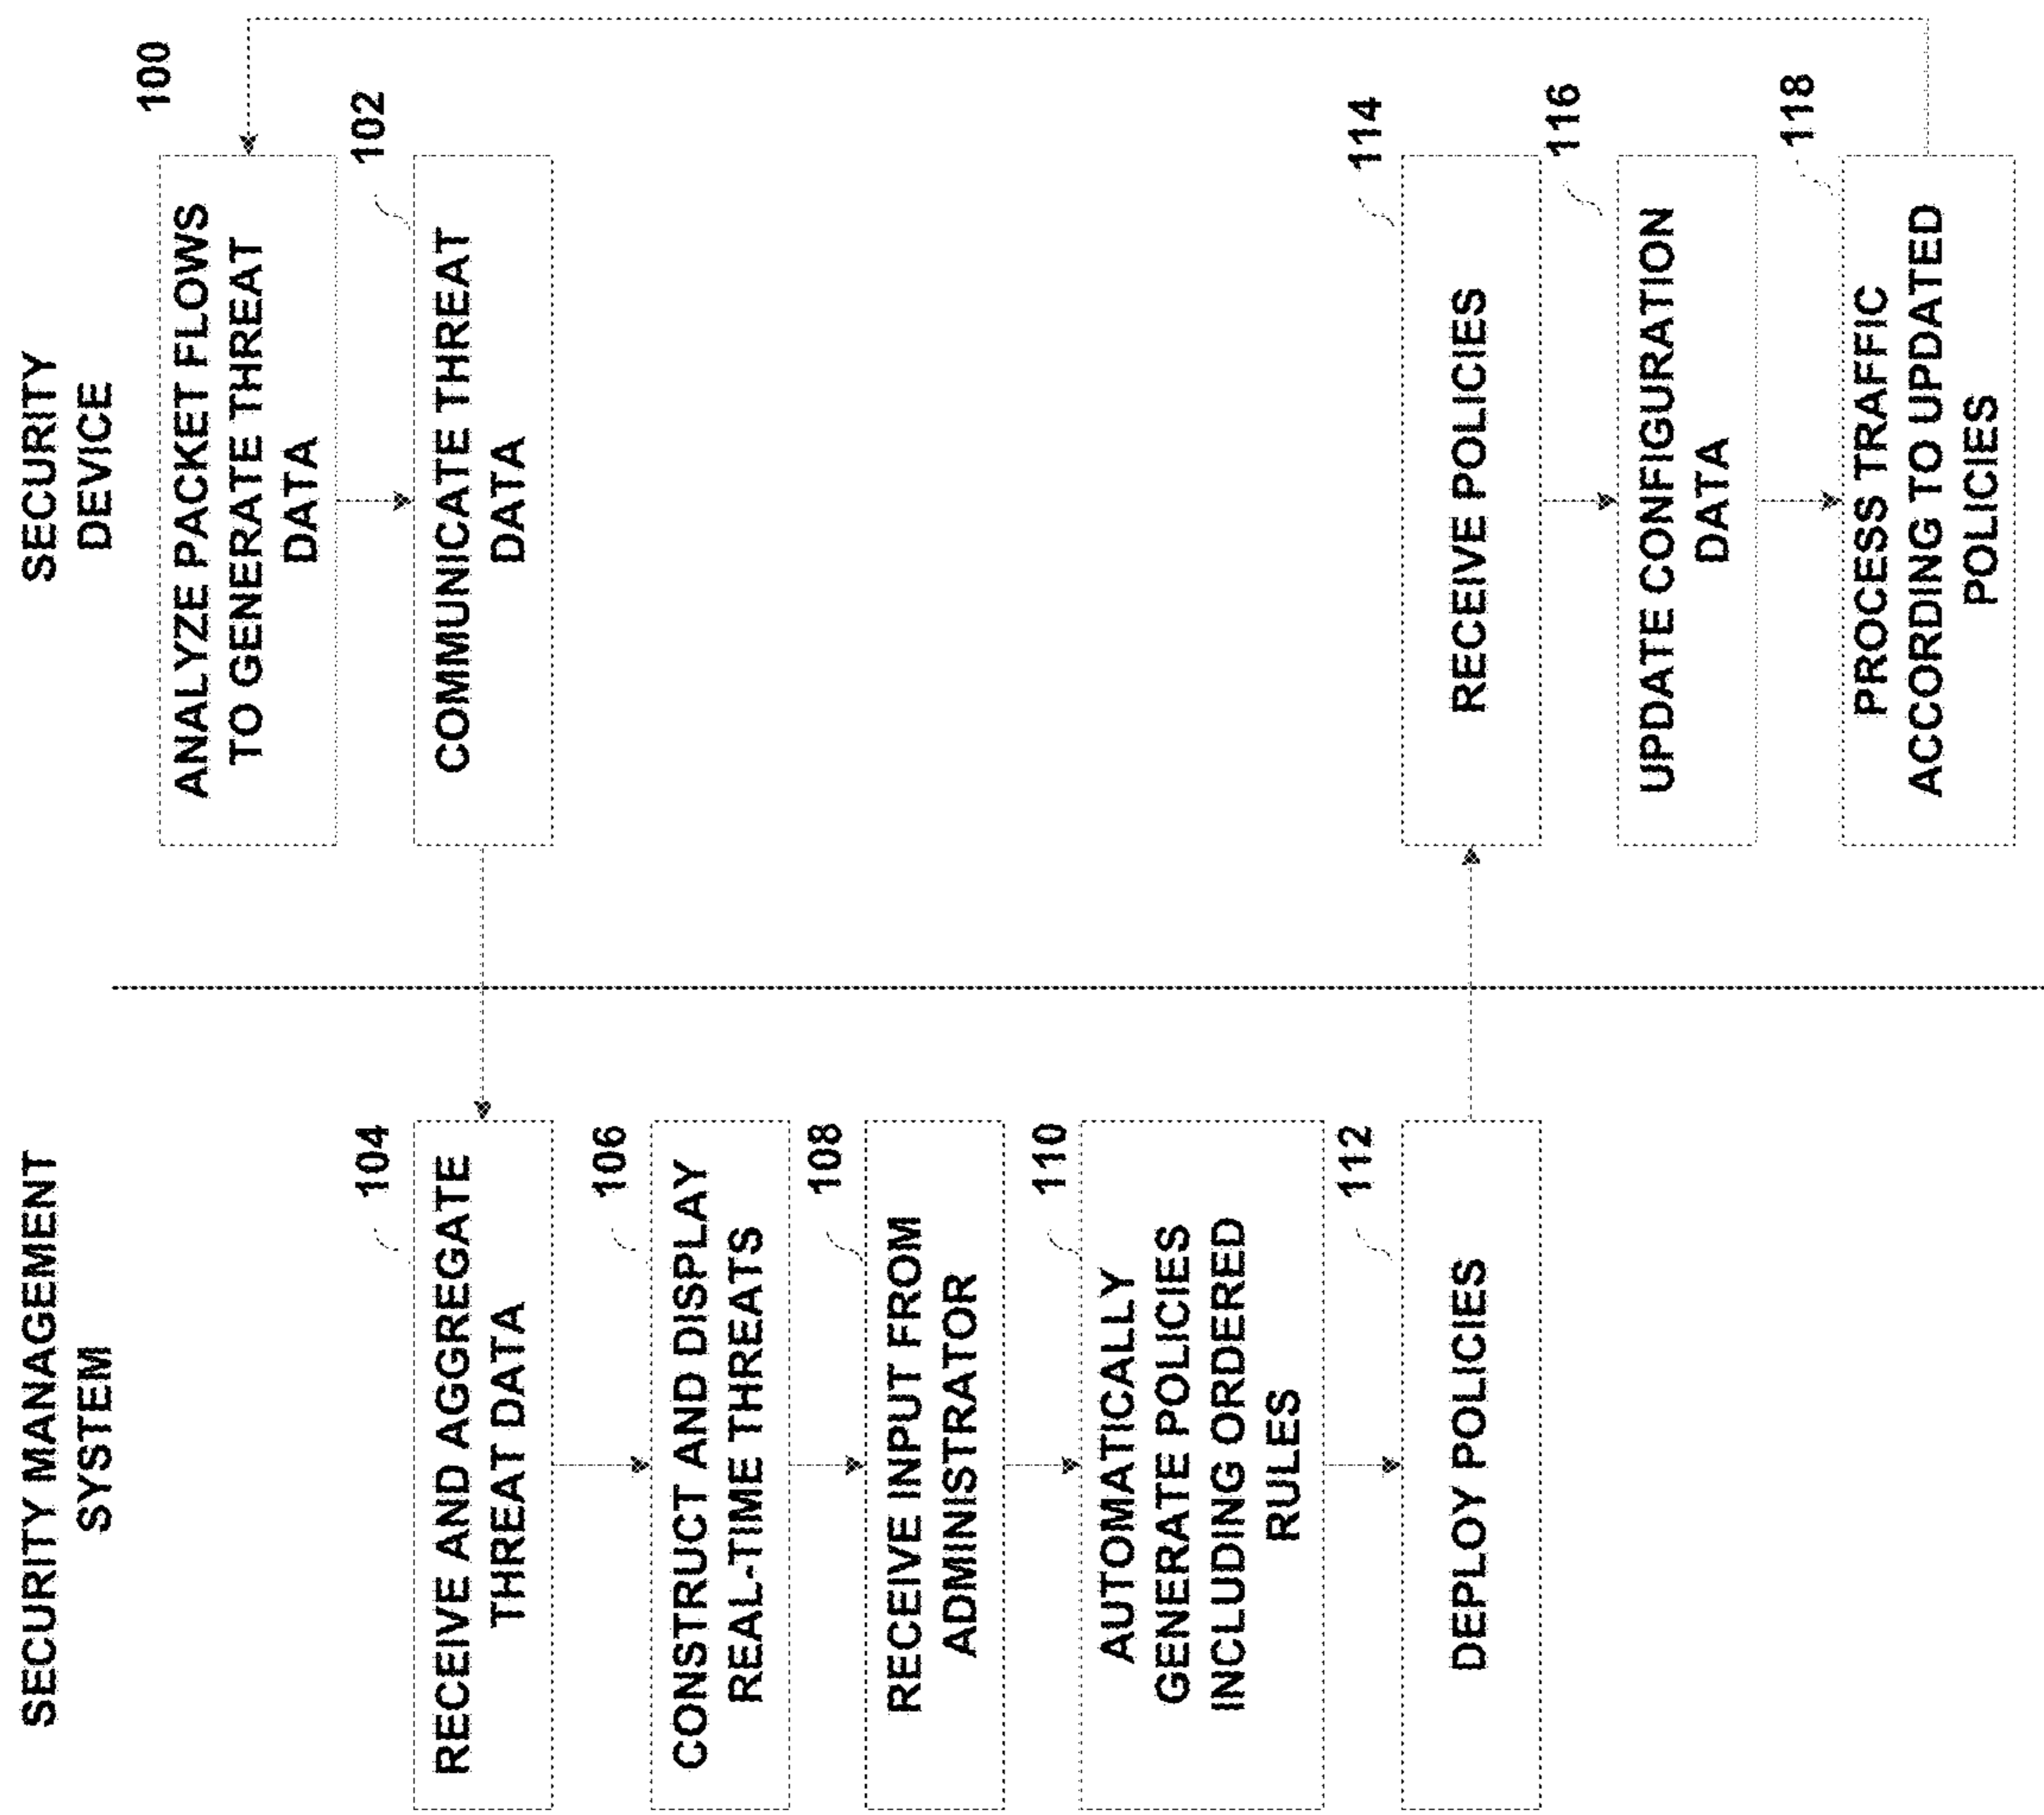 SECURITY MANAGEMENT
SYSTEM
SECURITY
DEVICE
100
ANALYZE PACKET FLOWS
TO GENERATE THREAT
DATA
102
COMMUNICATE THREAT
DATA
104
RECEIVE AND AGGREGATE
THREAT DATA
106
CONSTRUCT AND DISPLAY
REAL-TIME THREATS
108
RECEIVE INPUT FROM
ADMINISTRATOR
110
AUTOMATICALLY
GENERATE POLICIES
INCLUDING ORDERED
RULES
112
DEPLOY POLICIES
114
RECEIVE POLICIES
116
UPDATE CONFIGURATION
DATA
118
PROCESS TRAFFIC
ACCORDING TO UPDATED
POLICIES